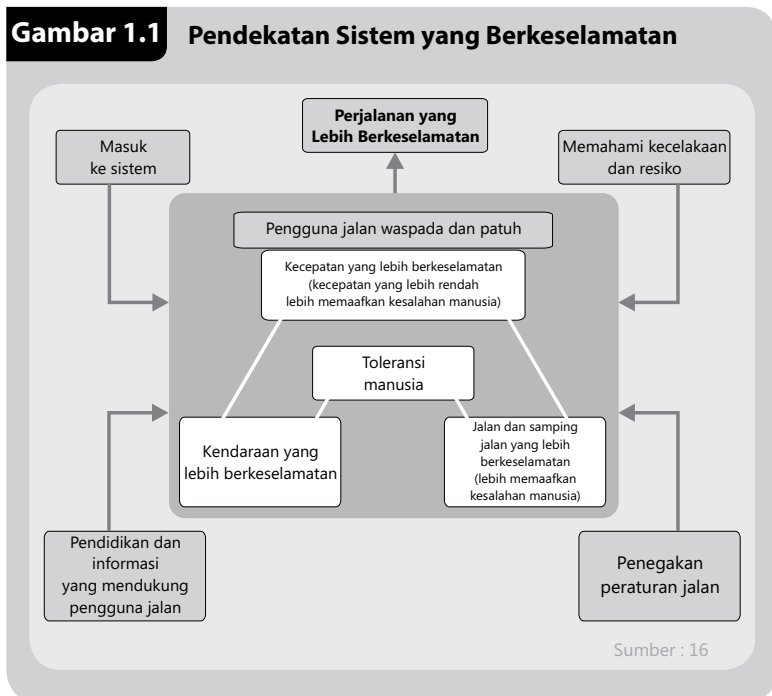 Gambar 1.1
Pendekatan Sistem yang Berkeselamatan
Perjalanan yang
Lebih Berkeselamatan
Masuk
ke sistem
Memahami kecelakaan
dan resiko
Pengguna jalan waspada dan patuh
Kecepatan yang lebih berkeselamatan
(kecepatan yang lebih rendah
lebih memaafkan kesalahan manusia)
Toleransi
manusia
Kendaraan yang
lebih berkeselamatan
Jalan dan samping
jalan yang lebih
berkeselamatan
(lebih memaafkan
kesalahan manusia)
Pendidikan dan
informasi
yang mendukung
pengguna jalan
Penegakan
peraturan jalan
Sumber : 16